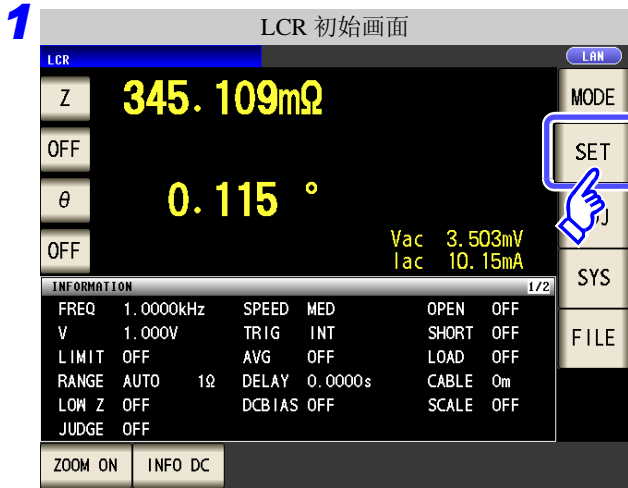 1
LCR 初始画面
LCR
LAN
Z
345.109mΩ
MODE
OFF
SET
θ
0.115 °
OFF
Vac 3.503mV
Iac 10.15mA
SYS
INFORMATION 1/2
FREQ 1.0000kHz SPEED MED OPEN OFF
V 1.000V TRIG INT SHORT OFF
FILE
LIMIT OFF AVG OFF LOAD OFF
RANGE AUTO 1Ω DELAY 0.0000s CABLE 0m
LOW Z OFF DCBIAS OFF SCALE OFF
JUDGE OFF
ZOOM ON INFO DC